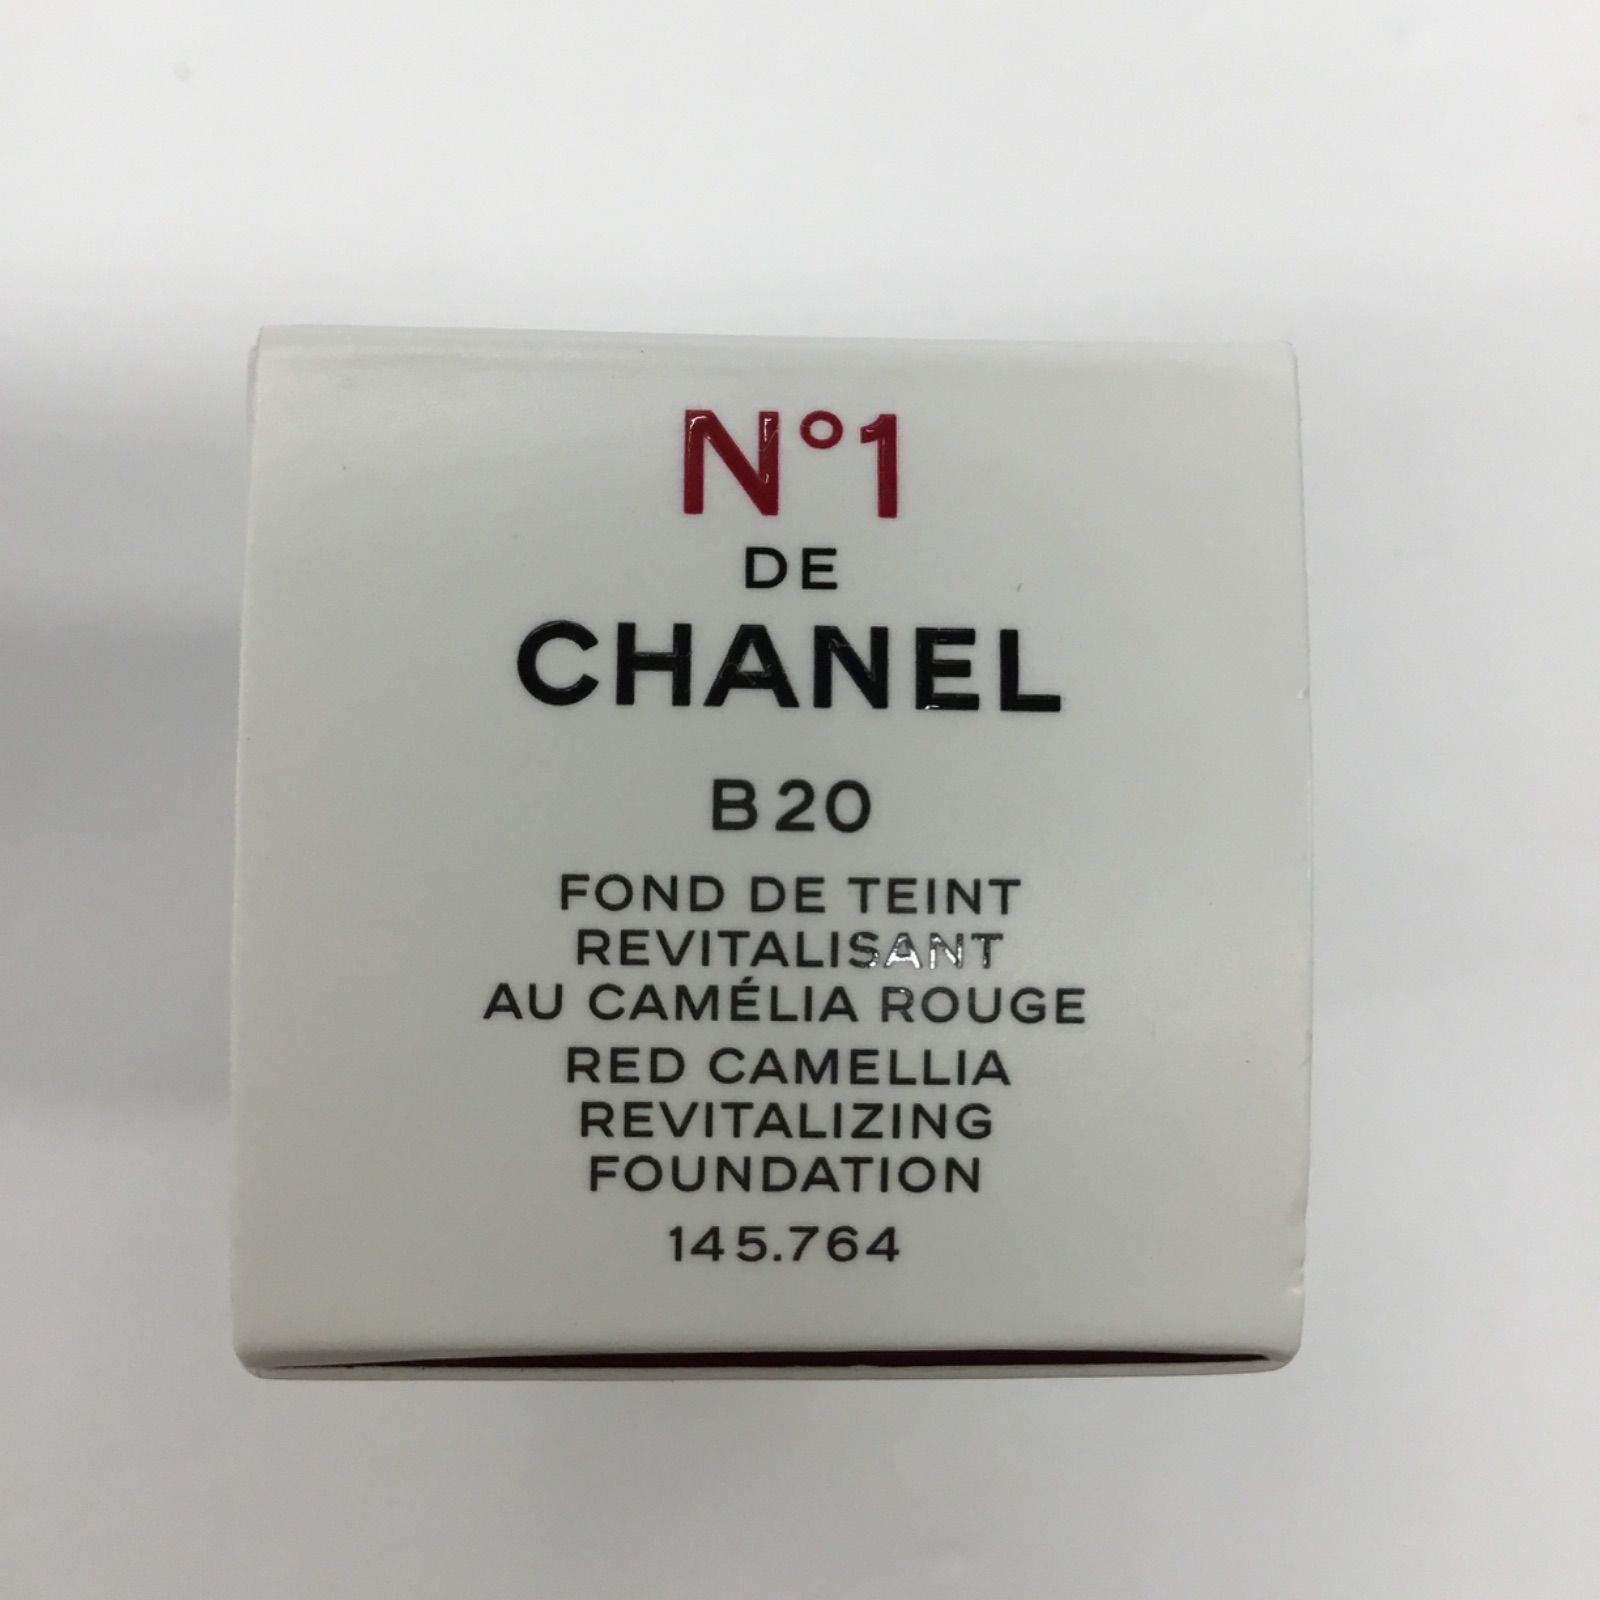 N°1
DE
CHANEL
B20
FOND DE TEINT
REVITALISANT
AU CAMÉLIA ROUGE
RED CAMELLIA
REVITALIZING
FOUNDATION
145.764